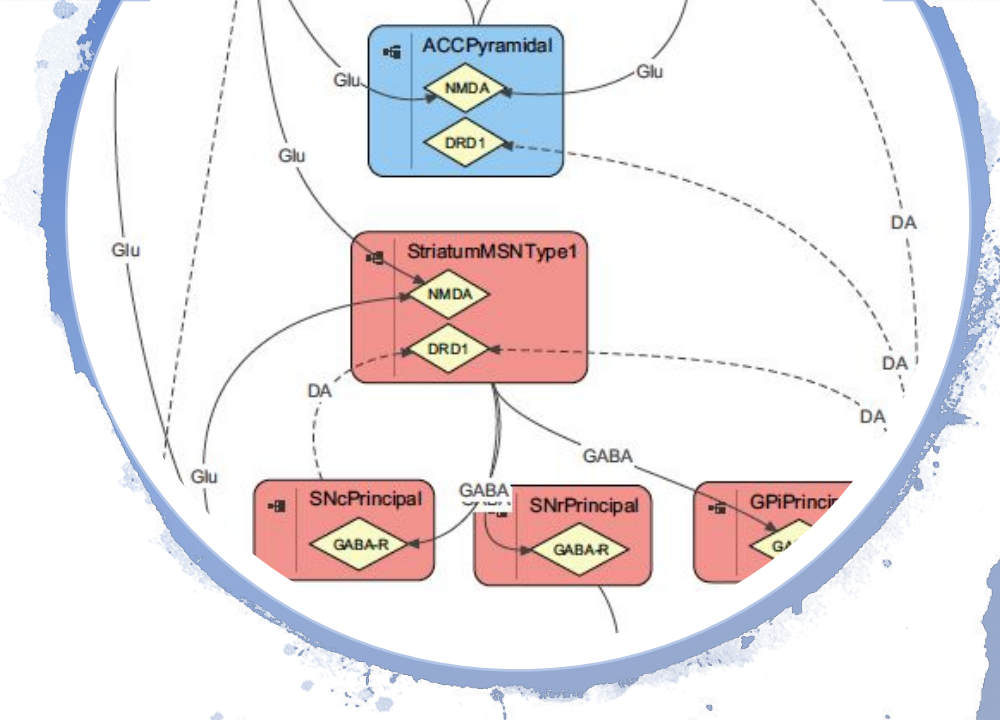 ACCPyramidal
Glu
NMDA
Glu
DRD1
Glu
DA
Glu
StriatumMSNType1
NMDA
DRD1
DA
DA
DA
GABA
Glu
SNcPrincipal
GABA
SNrPrincipal
GABA-R
GABA-R